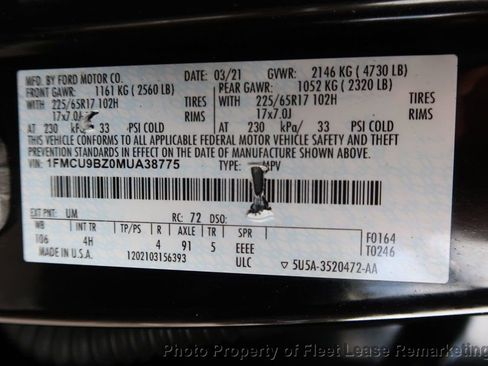 MFD. BY FORD MOTOR CO.
03/21 GVWR: 2146 KG ( 4730 LB)
FRONT GAWR: 1161 KG ( 2560 LB)
REAR GAWR: 1052 KG ( 2320 LB)
WITH 225/65R17 102H TIRES WITH 225/65R17 102H TIRES
17x7.0J RIMS 17x7.0J RIMS
AT 230 kPa/ 33 PSI COLD AT 230 kPa/ 33 PSI COLD
THIS VEHICLE CONFORMS TO ALL APPLICABLE FEDERAL MOTOR VEHICLE SAFETY
AND THEFT PREVENTION STANDARDS IN EFFECT ON THE DATE OF MANUFACTURE SHOWN ABOVE.
1FMCU9BZ0MUA38775 TYPE: MPV
EXT PNT: UM RC: 72 DSO:
WB INT TR TP/PS R AXLE TR SPR
106 4H 4 91 5 EEEE F0164
T0246
MADE IN U.S.A. 1202103156393 ULC ▽ 5U5A-3520472-AA
Photo Property of Fleet Lease Remarketing